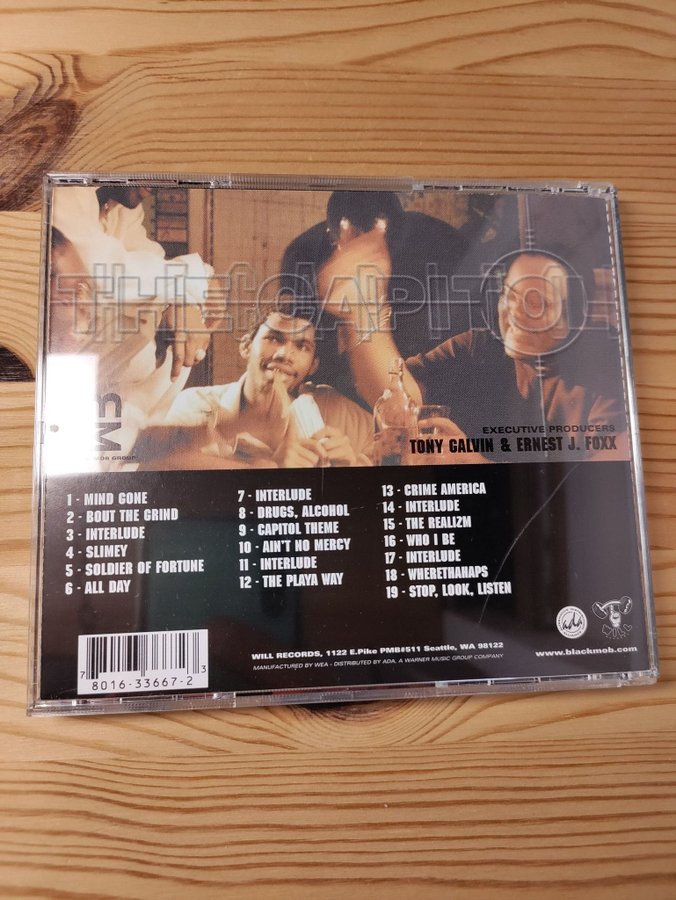 THE CAPITOL
EXECUTIVE PRODUCERS
TONY GALVIN & ERNEST J. FOXX
1 - MIND GONE
2 - BOUT THE GRIND
3 - INTERLUDE
4 - SLIMEY
5 - SOLDIER OF FORTUNE
6 - ALL DAY
7 - INTERLUDE
8 - DRUGS, ALCOHOL
9 - CAPITOL THEME
10 - AIN'T NO MERCY
11 - INTERLUDE
12 - THE PLAYA WAY
13 - CRIME AMERICA
14 - INTERLUDE
15 - THE REALI2M
16 - WHO I BE
17 - INTERLUDE
18 - WHERETHAHAPS
19 - STOP, LOOK, LISTEN
7 8016-33667-2 3
WILL RECORDS, 1122 E.Pike PMB#511 Seattle, WA 98122
MANUFACTURED BY WEA - DISTRIBUTED BY ADA, A WARNER MUSIC GROUP COMPANY
ada
www.blackmob.com